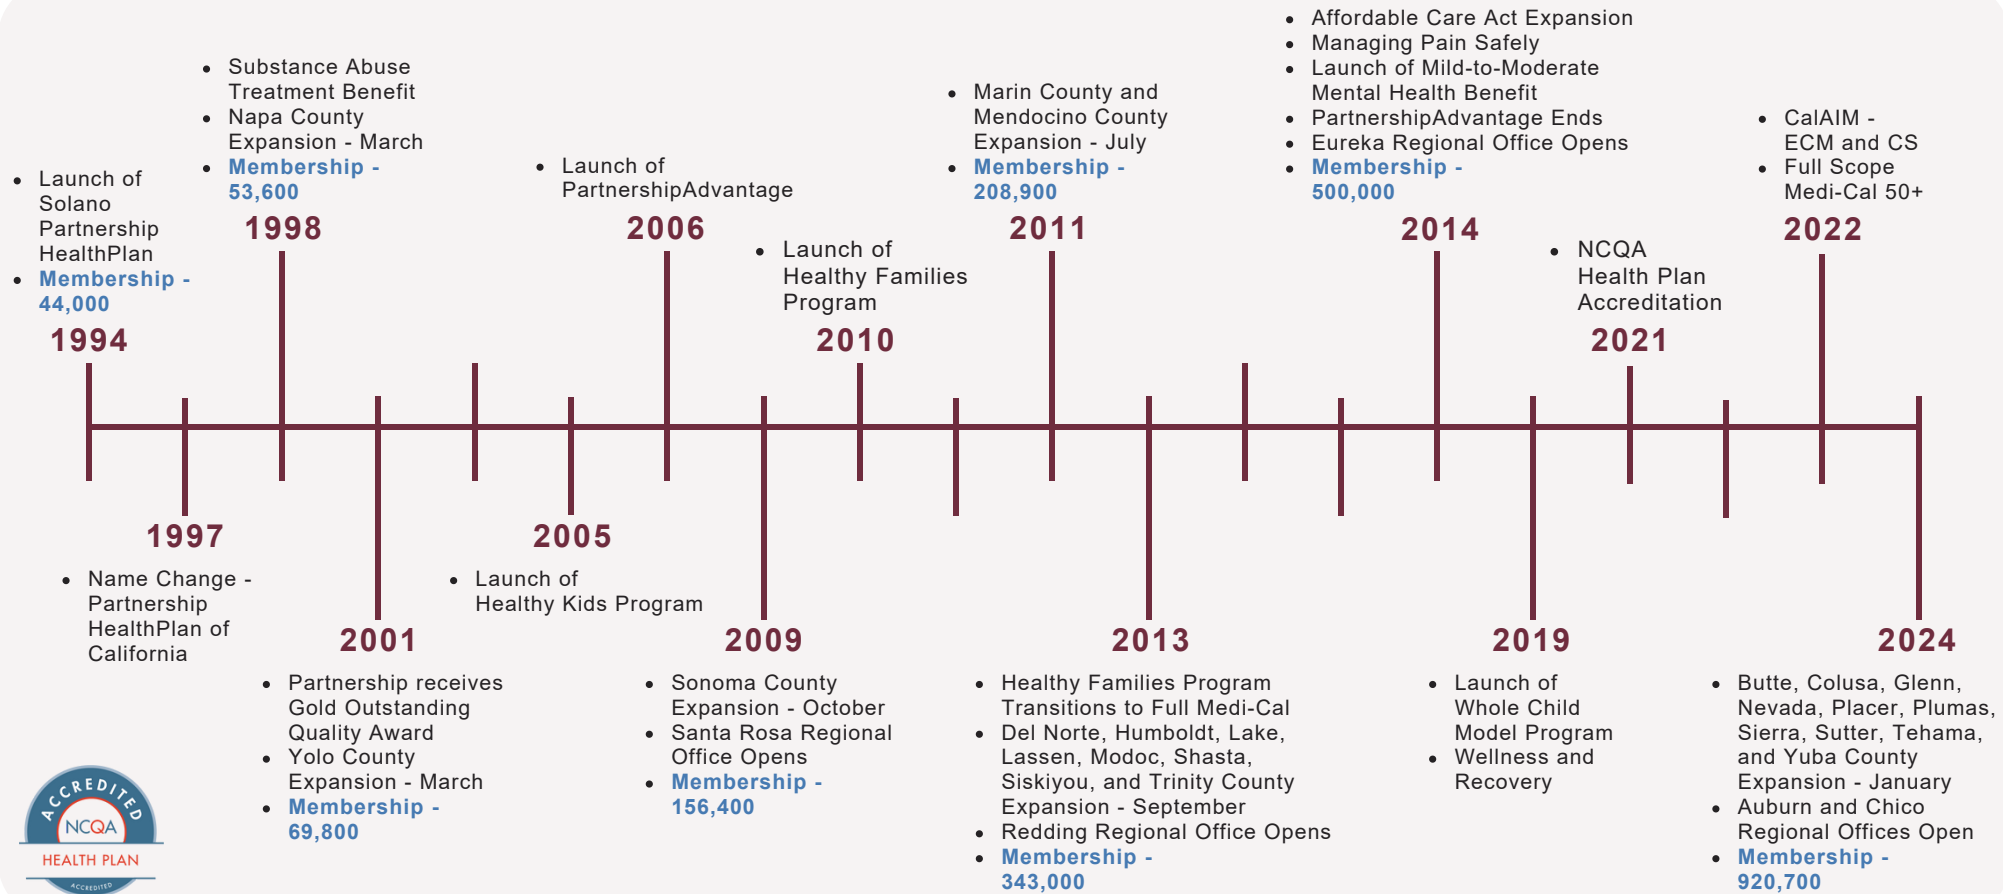 • Launch of
Solano
Partnership
HealthPlan
• Membership -
44,000
1994
1997
• Name Change -
Partnership
HealthPlan of
California
• Substance Abuse
Treatment Benefit
• Napa County
Expansion - March
• Membership -
53,600
1998
2001
• Partnership receives
Gold Outstanding
Quality Award
• Yolo County
Expansion - March
• Membership -
69,800
2005
• Launch of
Healthy Kids Program
• Launch of
PartnershipAdvantage
2006
2009
• Sonoma County
Expansion - October
• Santa Rosa Regional
Office Opens
• Membership -
156,400
• Launch of
Healthy Families
Program
2010
• Marin County and
Mendocino County
Expansion - July
• Membership -
208,900
2011
2013
• Healthy Families Program
Transitions to Full Medi-Cal
• Del Norte, Humboldt, Lake,
Lassen, Modoc, Shasta,
Siskiyou, and Trinity County
Expansion - September
• Redding Regional Office Opens
• Membership -
343,000
• Affordable Care Act Expansion
• Managing Pain Safely
• Launch of Mild-to-Moderate
Mental Health Benefit
• PartnershipAdvantage Ends
• Eureka Regional Office Opens
• Membership -
500,000
2014
2019
• Launch of
Whole Child
Model Program
• Wellness and
Recovery
• NCQA
Health Plan
Accreditation
2021
• CalAIM -
ECM and CS
• Full Scope
Medi-Cal 50+
2022
2024
• Butte, Colusa, Glenn,
Nevada, Placer, Plumas,
Sierra, Sutter, Tehama,
and Yuba County
Expansion - January
• Auburn and Chico
Regional Offices Open
• Membership -
920,700
ACCREDITED
NCQA
HEALTH PLAN
ACCREDITED